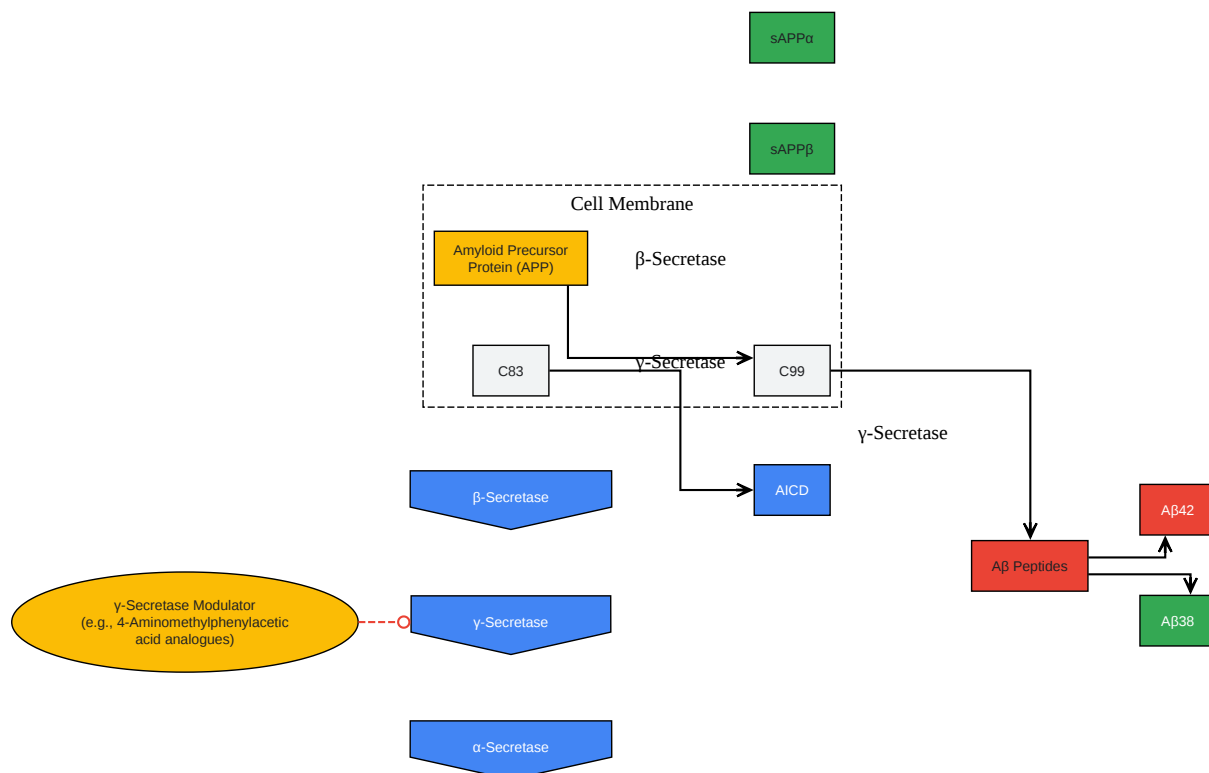 sAPPα
sAPPβ
Cell Membrane
Amyloid Precursor
Protein (APP)
β-Secretase
γ-Secretase
C83
C99
γ-Secretase
β-Secretase
AICD
Aβ42
Aβ Peptides
γ-Secretase Modulator
(e.g., 4-Aminomethylphenylacetic
acid analogues)
γ-Secretase
Aβ38
α-Secretase